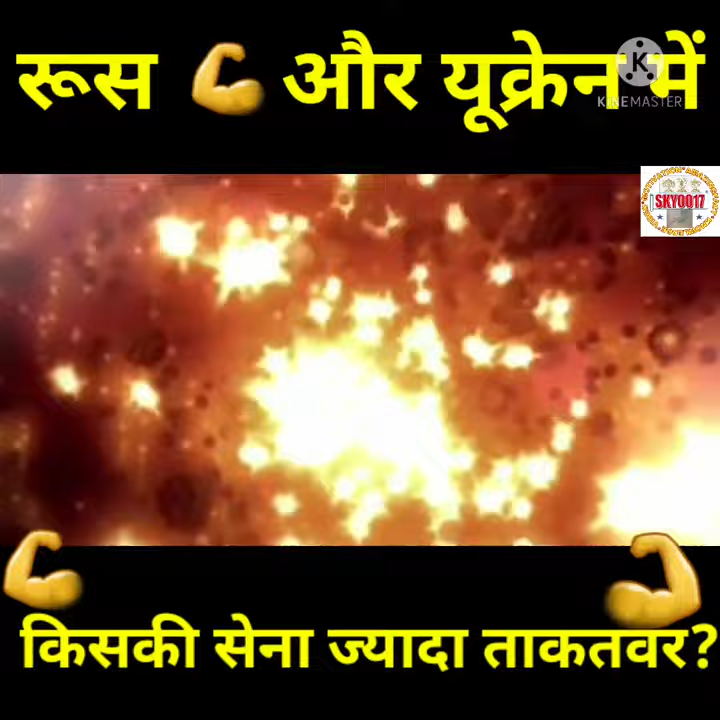 रूस 💪 और यूक्रेन में
KINEMASTER
SKY0017
किसकी सेना ज्यादा ताकतवर?